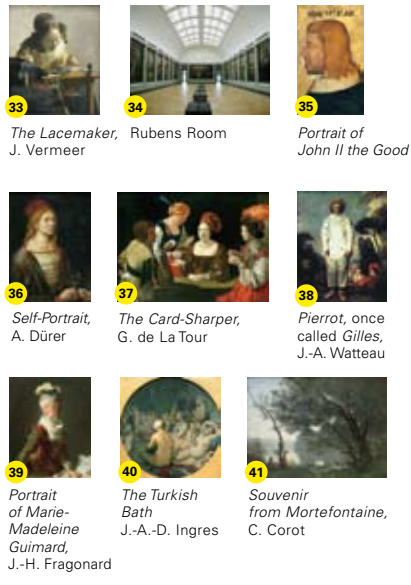 33
34
35
The Lacemaker,
J. Vermeer
Rubens Room
Portrait of
John II the Good
36
37
38
Self-Portrait,
A. Dürer
The Card-Sharper,
G. de La Tour
Pierrot, once
called Gilles,
J.-A. Watteau
39
40
41
Portrait
of Marie-
Madeleine
Guimard,
J.-H. Fragonard
The Turkish
Bath
J.-A.-D. Ingres
Souvenir
from Mortefontaine,
C. Corot